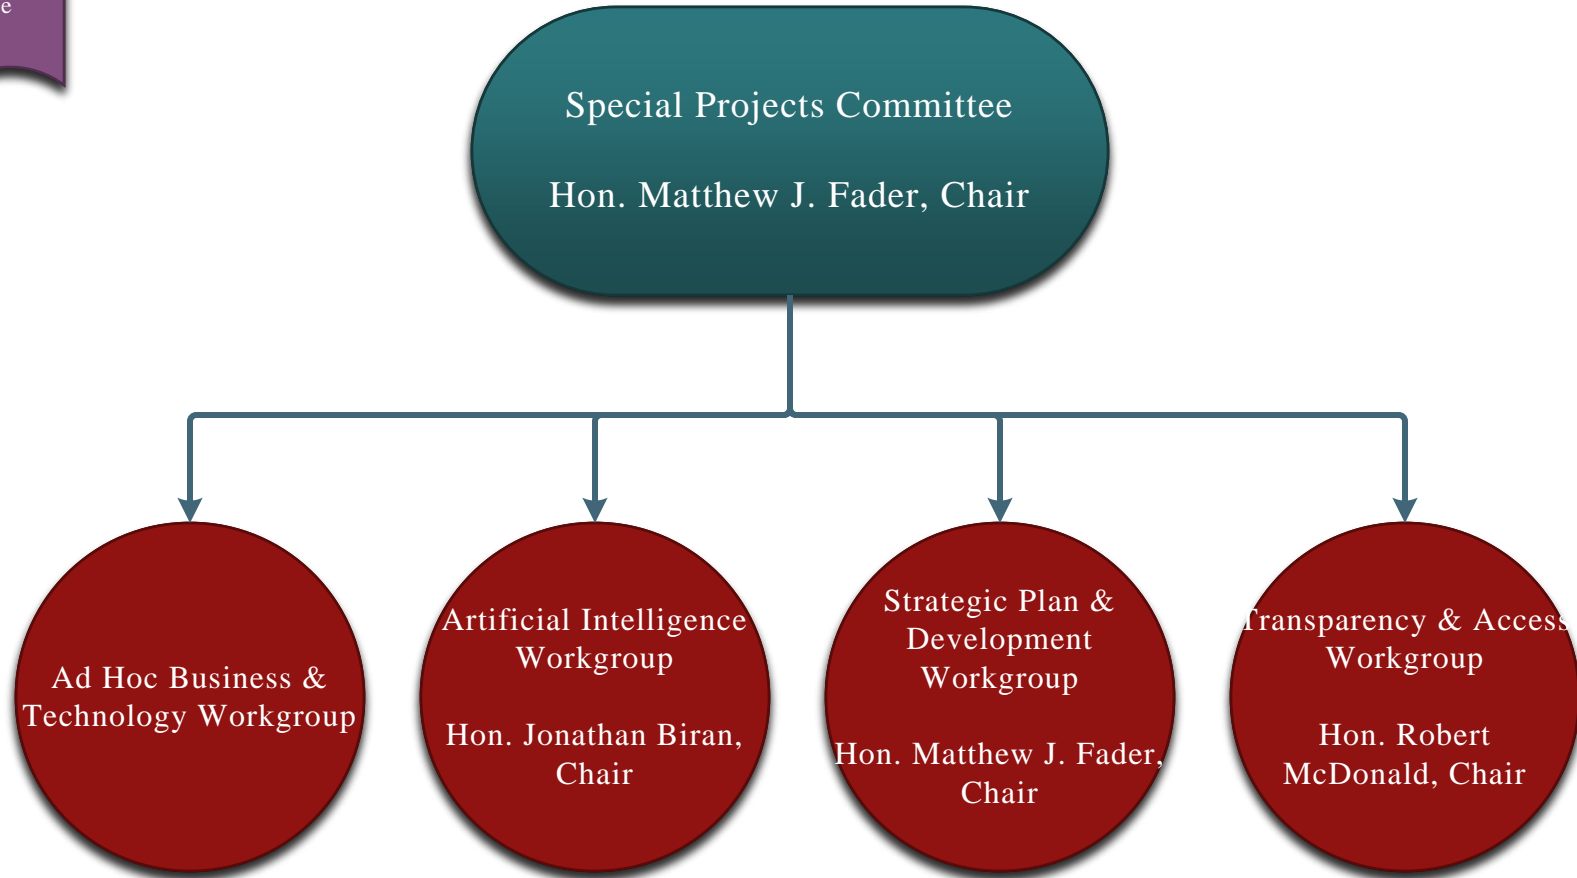 e
Special Projects Committee
Hon. Matthew J. Fader, Chair
Ad Hoc Business &
Technology Workgroup
Artificial Intelligence
Workgroup
Hon. Jonathan Biran,
Chair
Strategic Plan &
Development
Workgroup
Hon. Matthew J. Fader,
Chair
Transparency & Access
Workgroup
Hon. Robert
McDonald, Chair